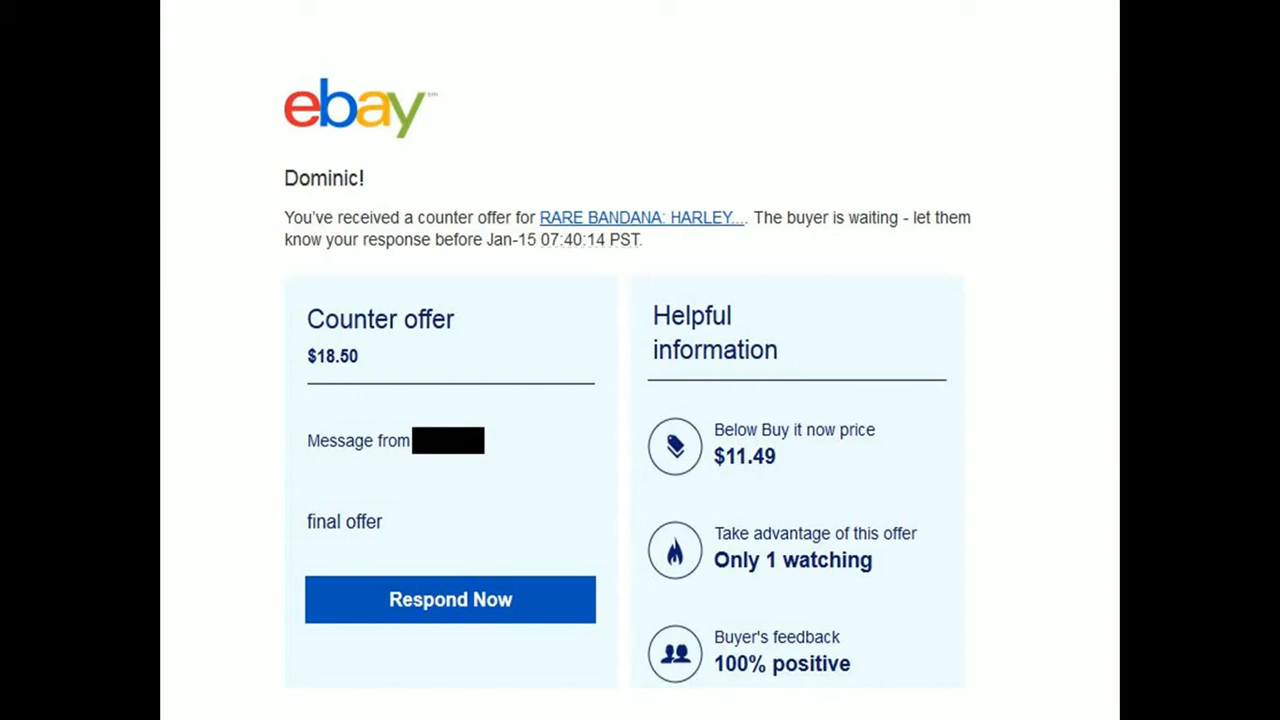 ebay™
Dominic!
You've received a counter offer for RARE BANDANA: HARLEY.... The buyer is waiting - let them
know your response before Jan-15 07:40:14 PST.
Counter offer
$18.50
Message from
final offer
Respond Now
Helpful
information
Below Buy it now price
$11.49
Take advantage of this offer
Only 1 watching
Buyer's feedback
100% positive